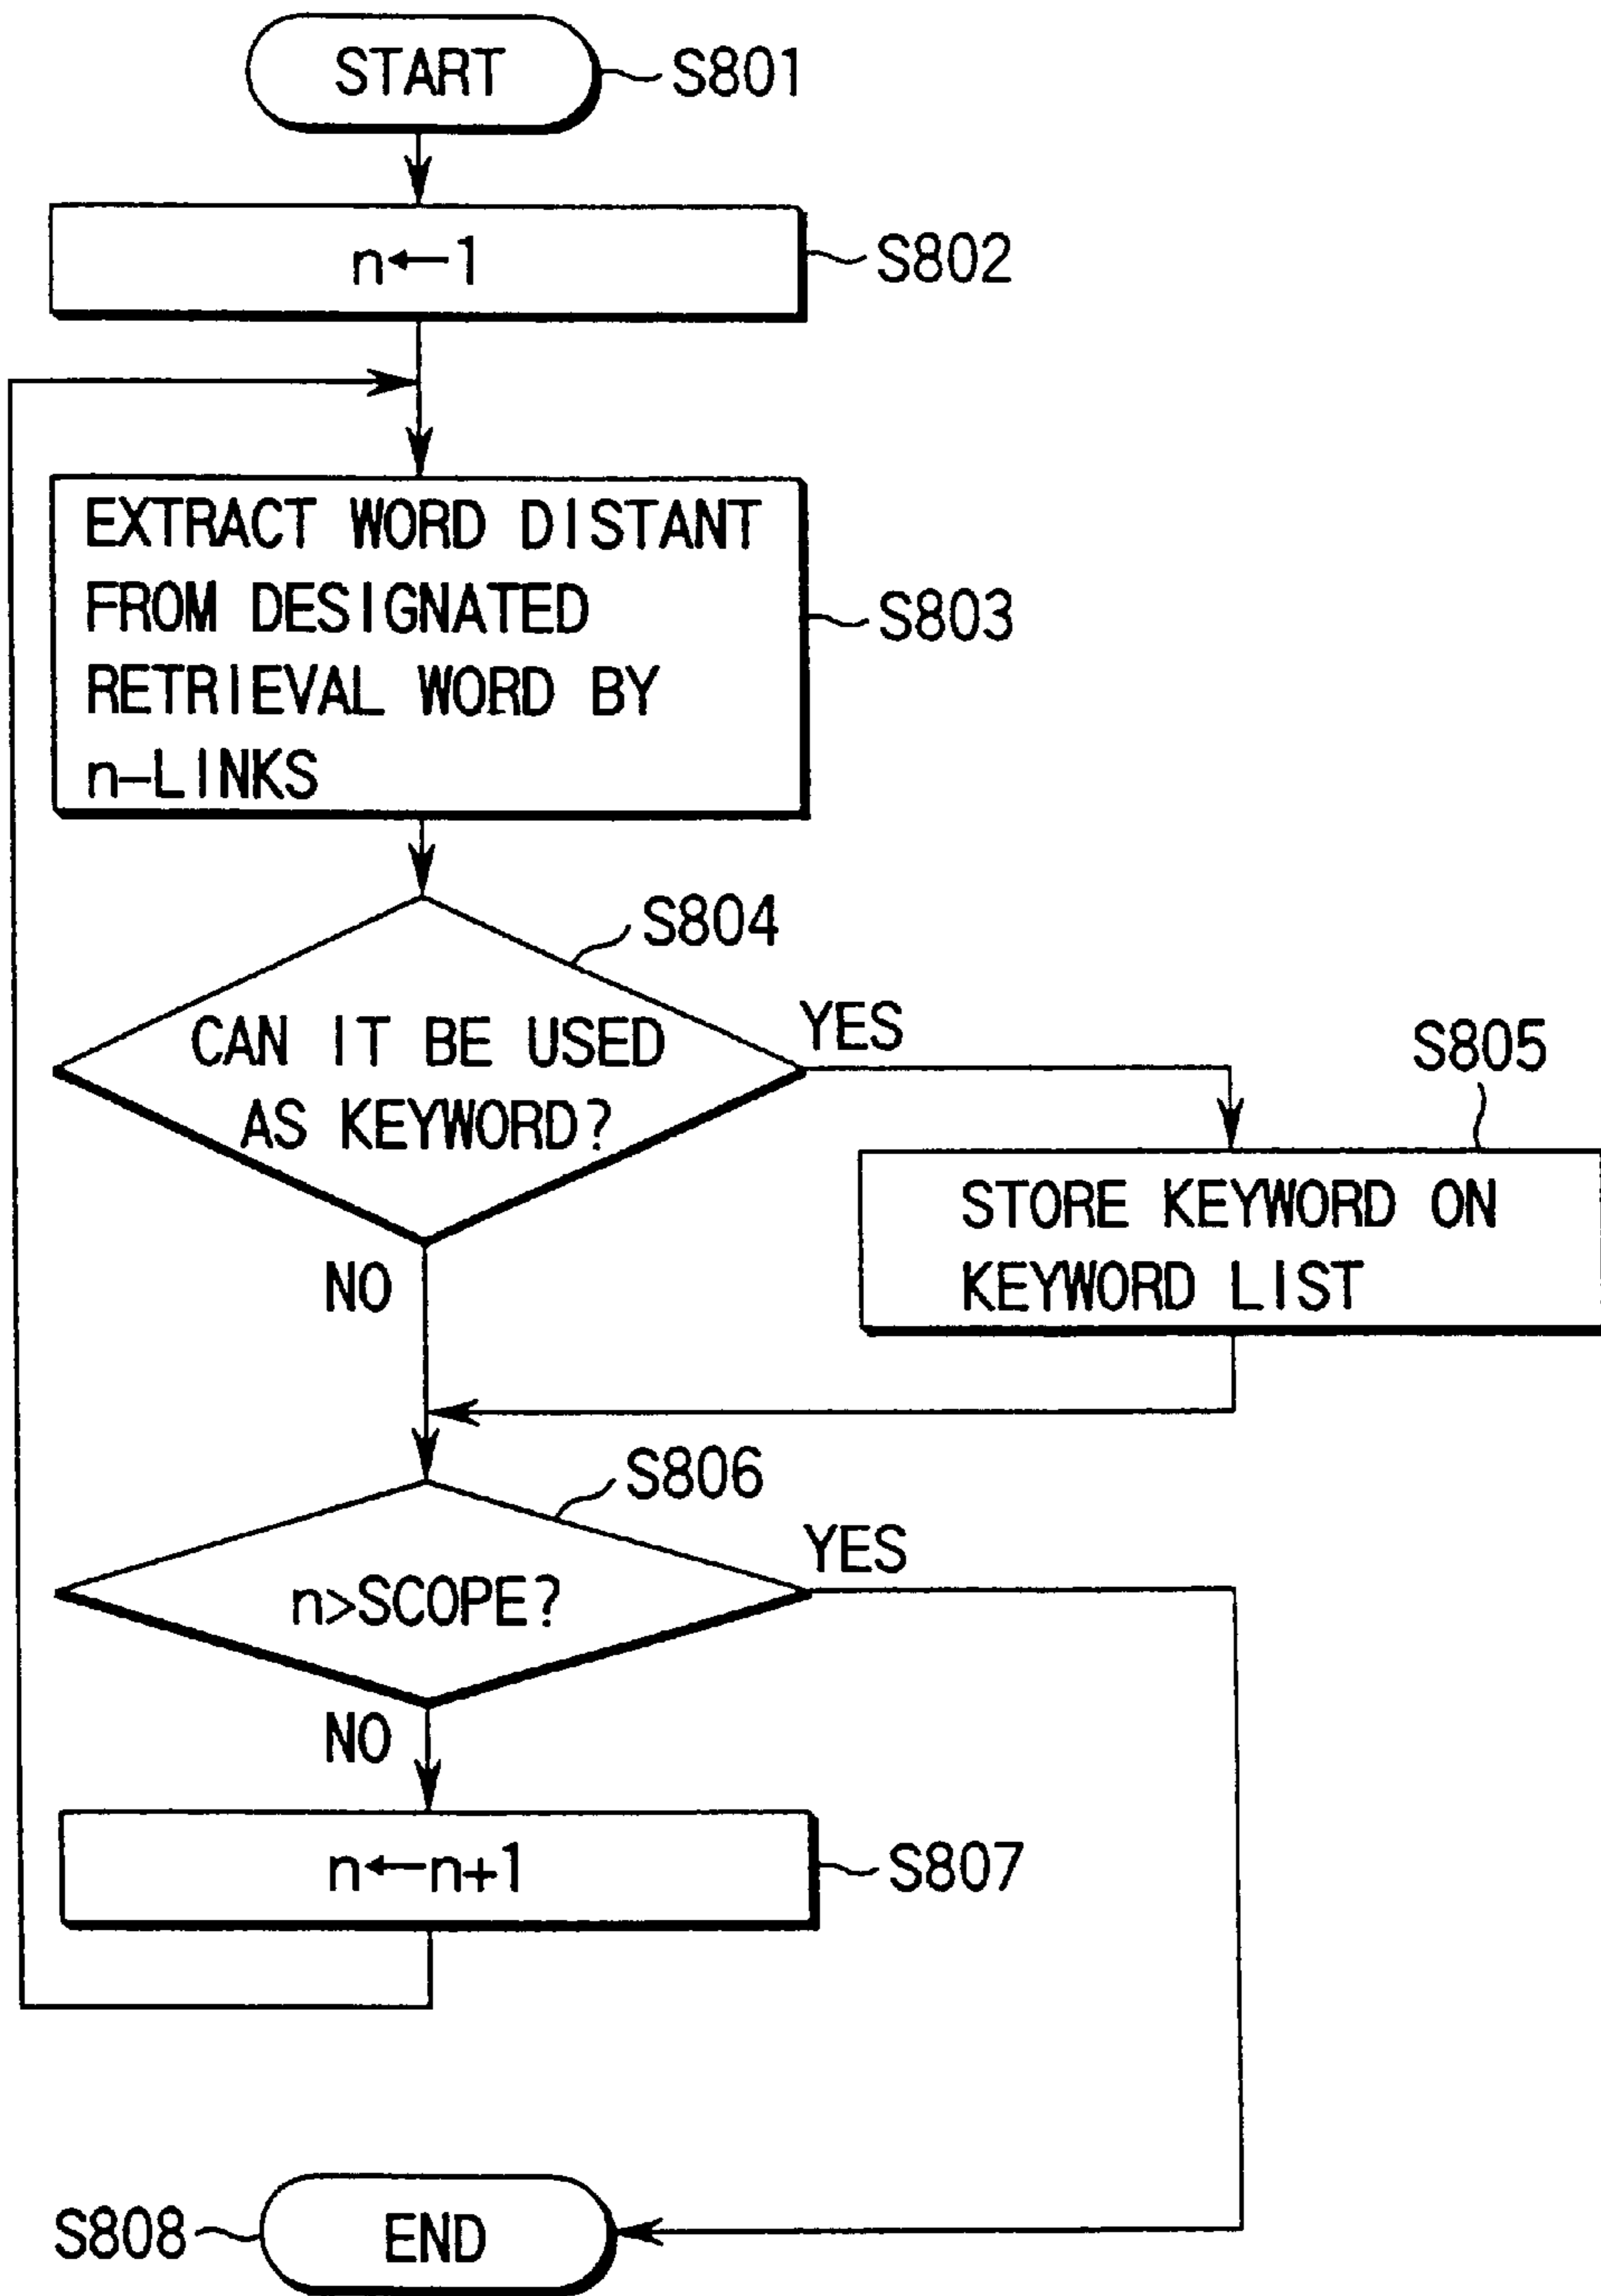 START
S801
n←1
S802
EXTRACT WORD DISTANT
FROM DESIGNATED
RETRIEVAL WORD BY
n-LINKS
S803
S804
CAN IT BE USED
AS KEYWORD?
YES
NO
S805
STORE KEYWORD ON
KEYWORD LIST
S806
n>SCOPE?
YES
NO
n←n+1
S807
S808
END